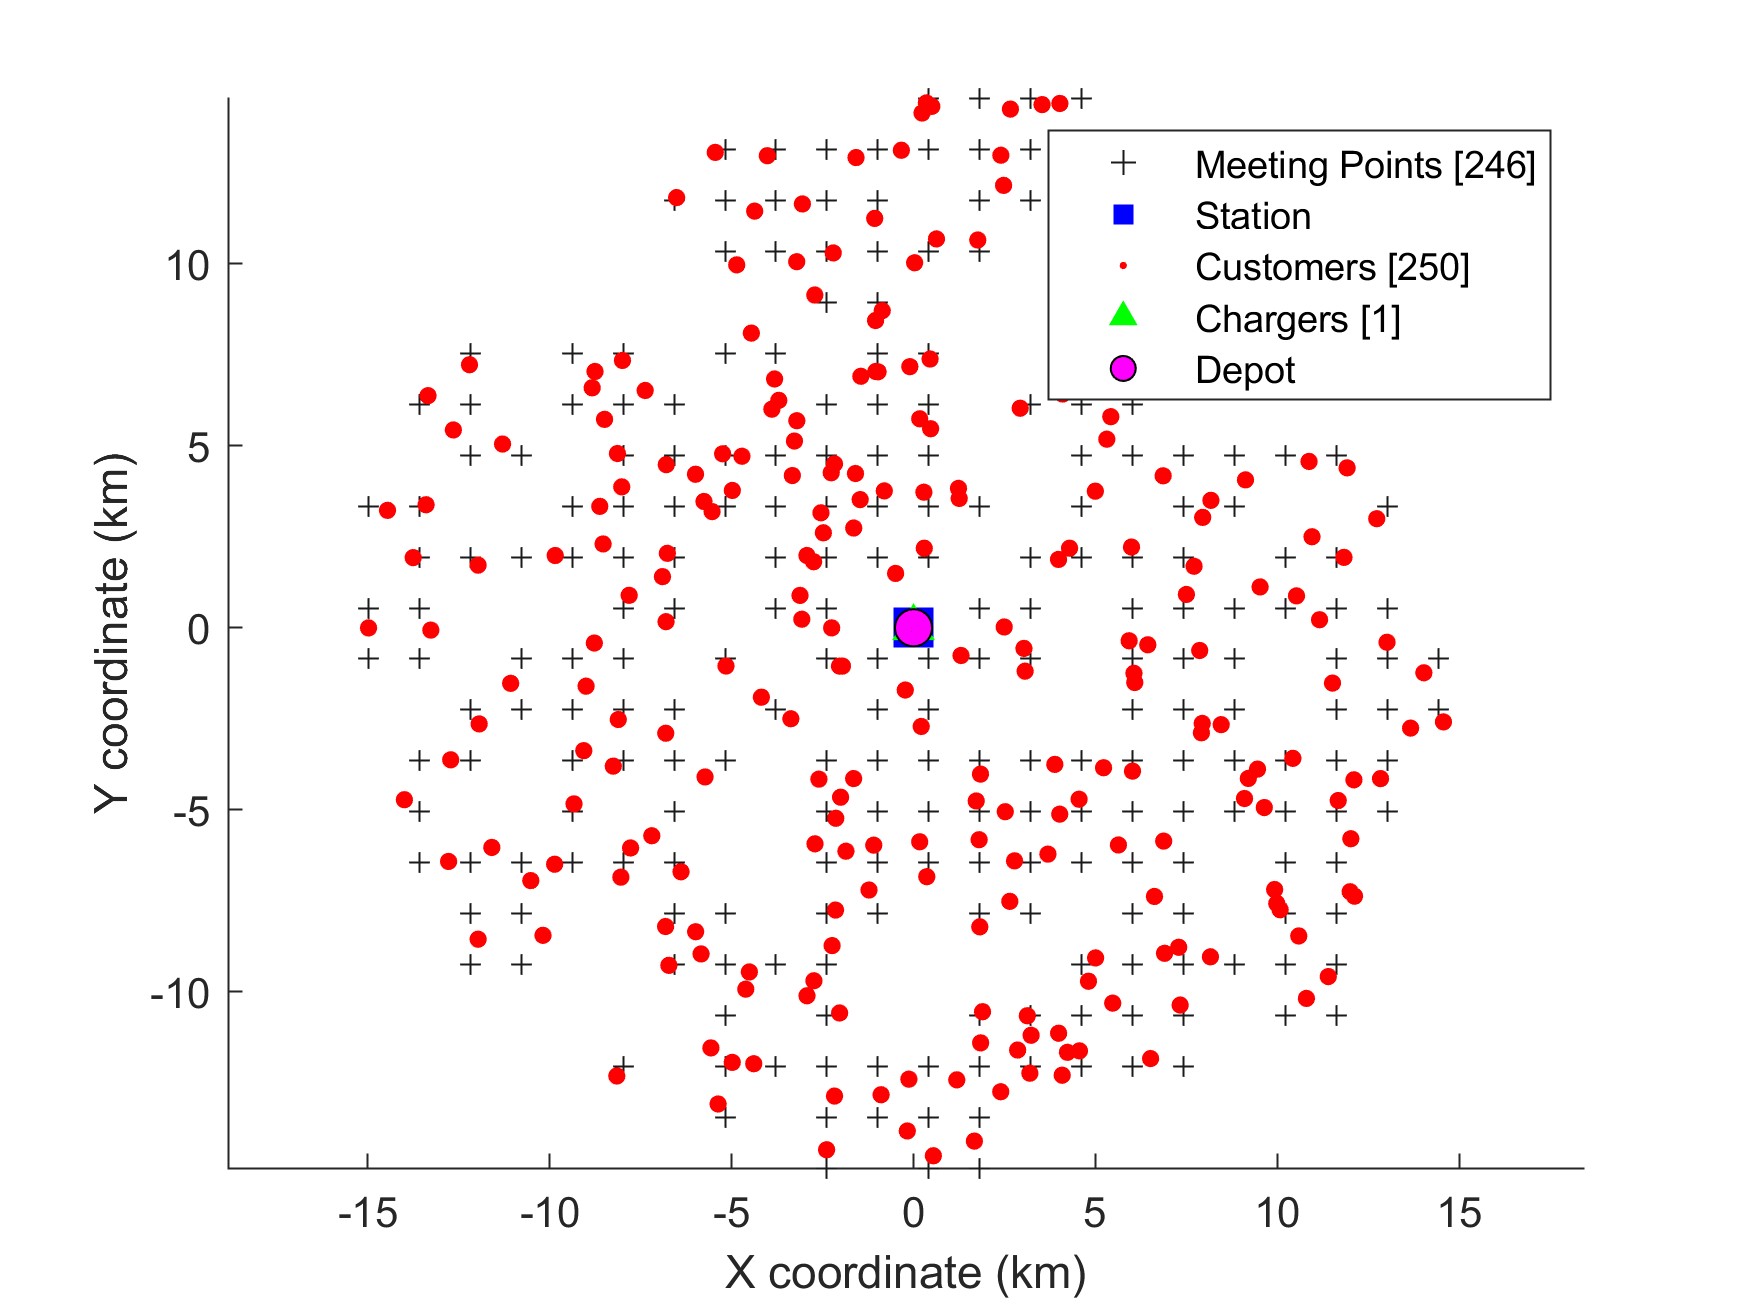 Meeting Points [246]
Station
Customers [250]
Chargers [1]
Depot
10
5
0
-5
-10
Y coordinate (km)
-15 -10 -5 0 5 10 15
X coordinate (km)